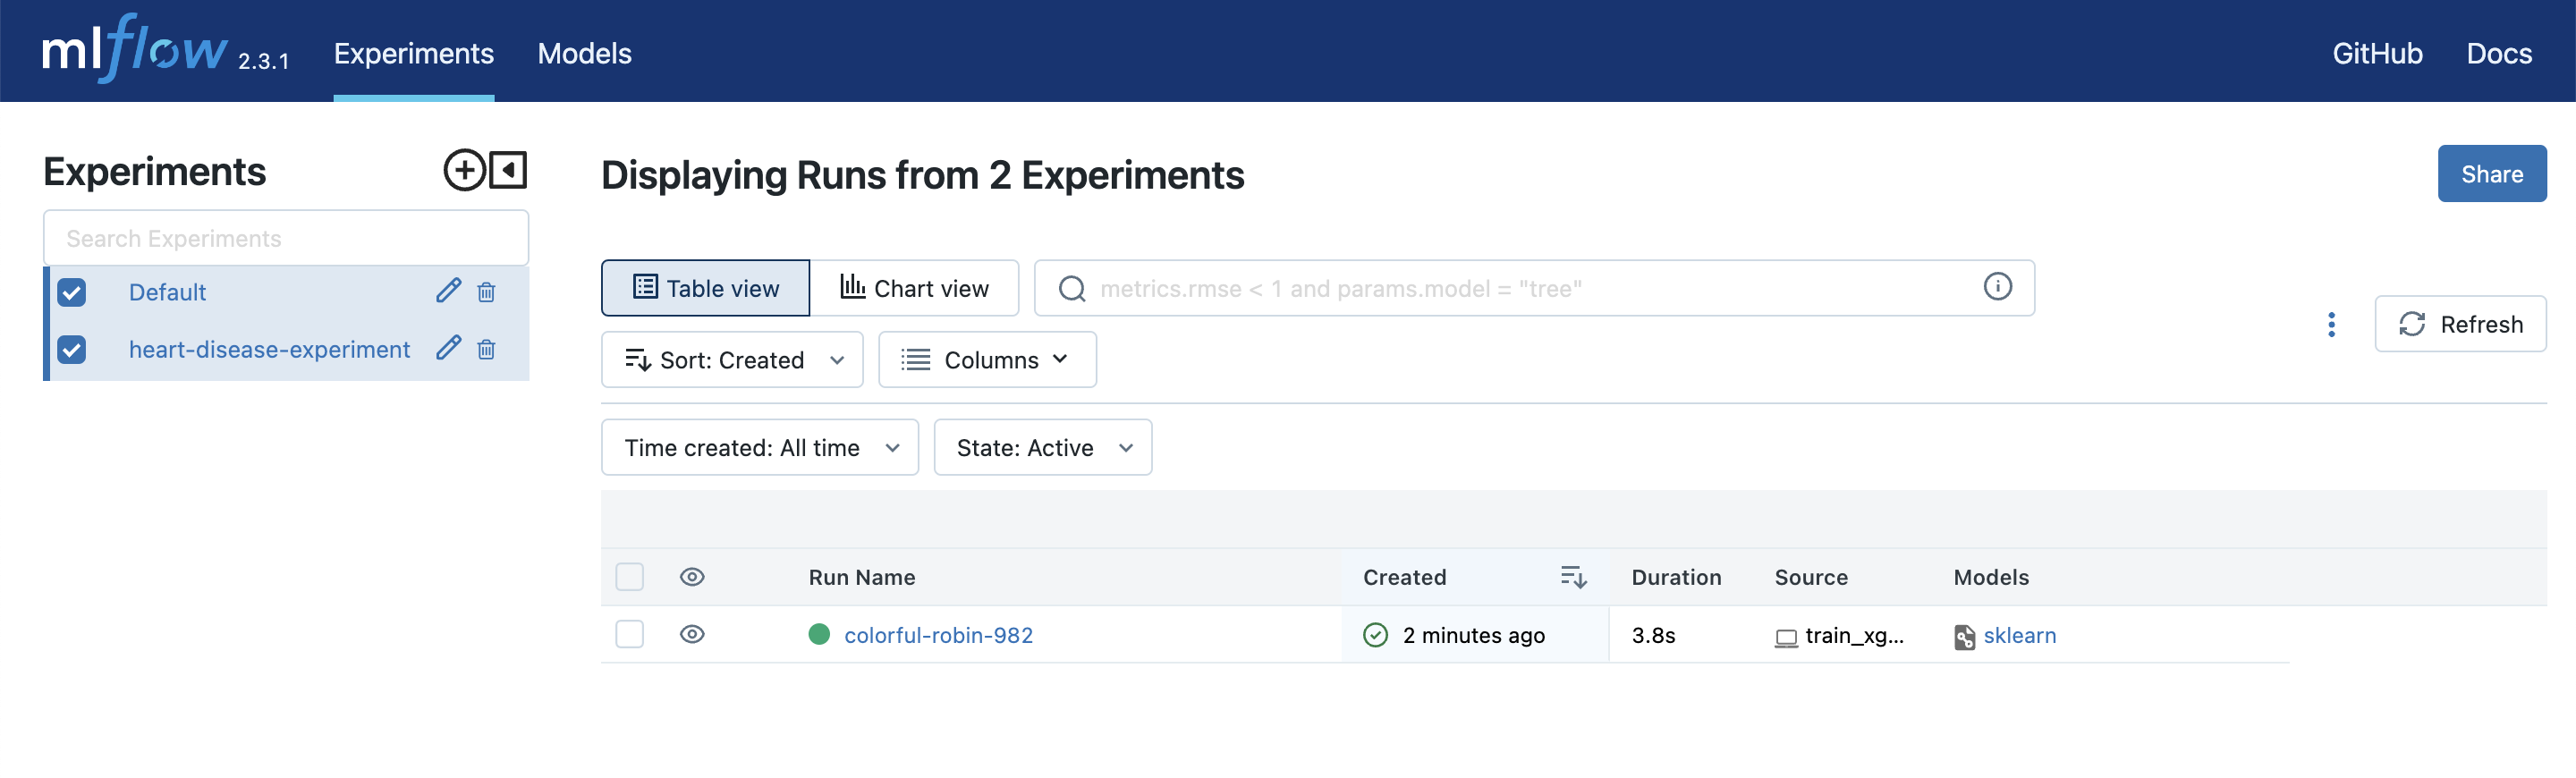 mlflow 2.3.1 Experiments Models GitHub Docs
Experiments
Search Experiments
Default
heart-disease-experiment
Displaying Runs from 2 Experiments
Share
Table view Chart view metrics.rmse < 1 and params.model = "tree"
Refresh
Sort: Created Columns
Time created: All time State: Active
Run Name Created Duration Source Models
colorful-robin-982 2 minutes ago 3.8s train_xg... sklearn